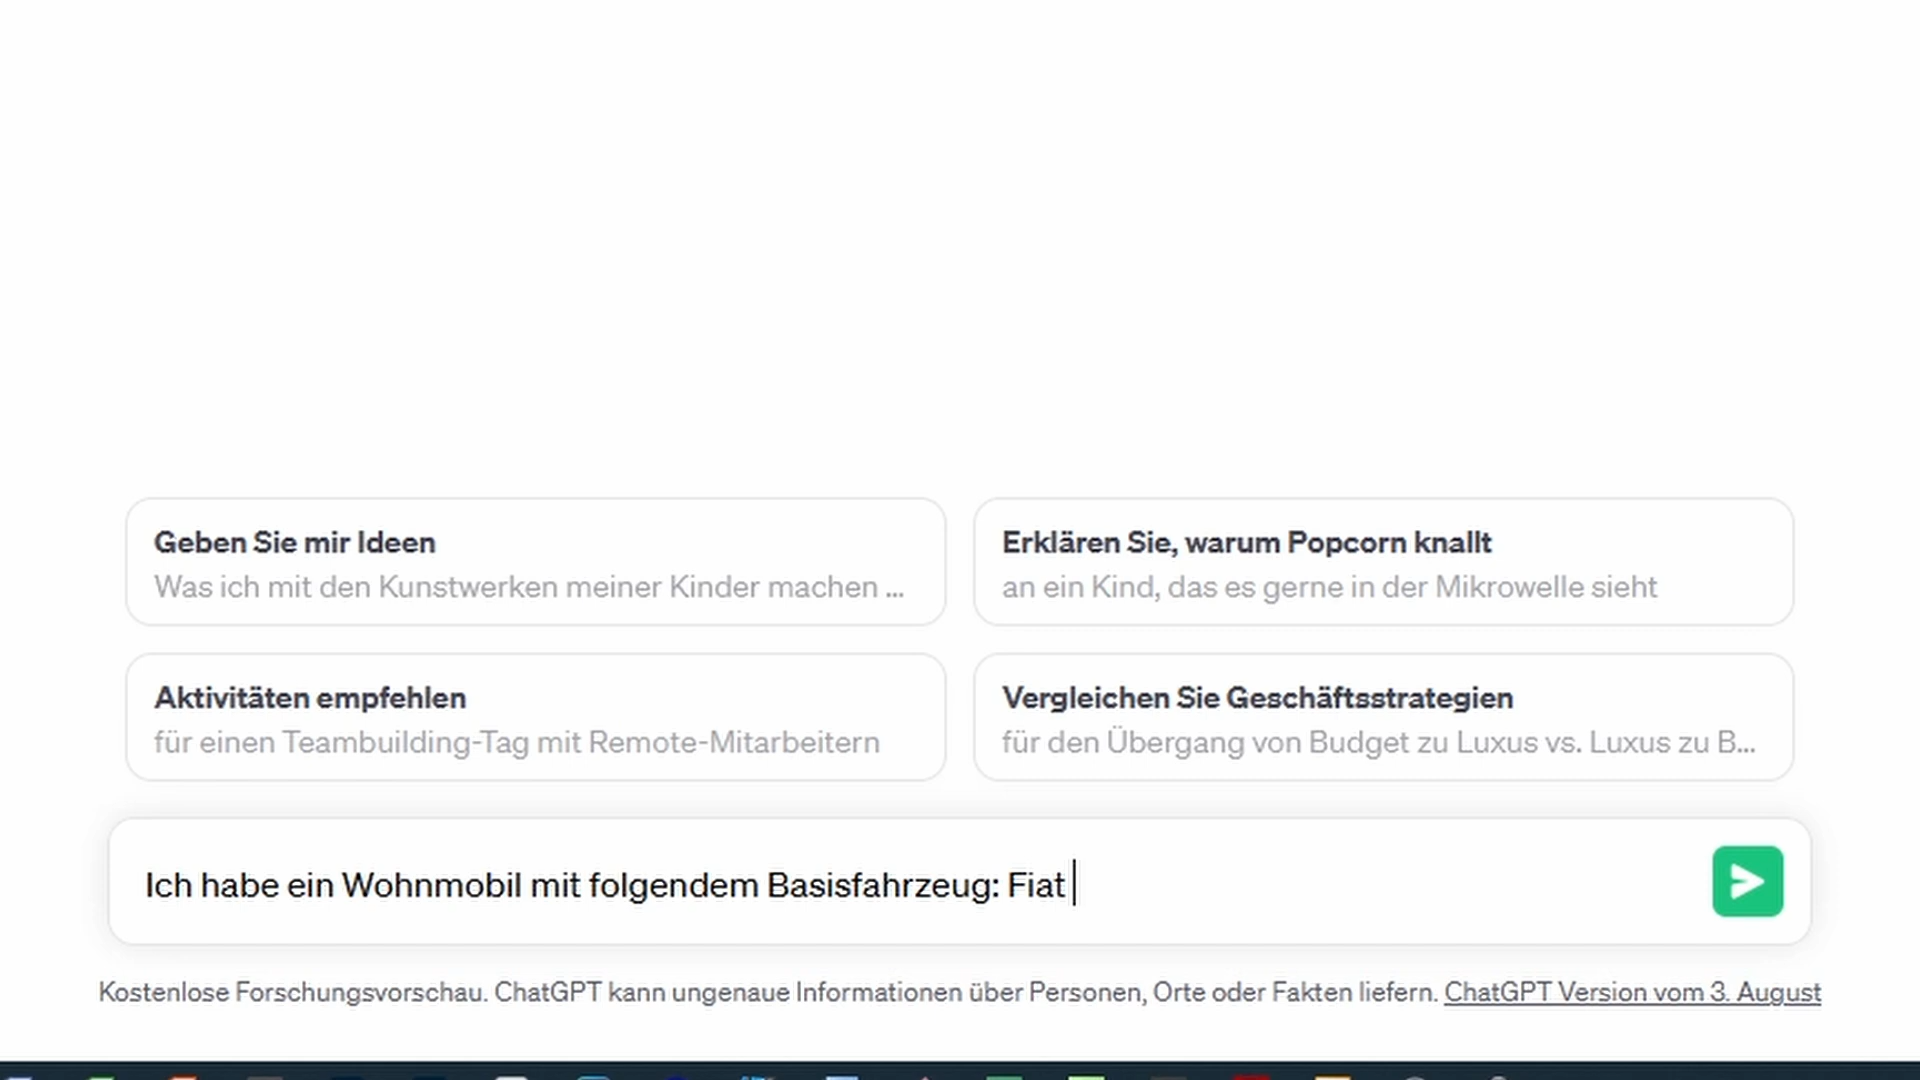 Geben Sie mir Ideen
Was ich mit den Kunstwerken meiner Kinder machen ...
Erklären Sie, warum Popcorn knallt
an ein Kind, das es gerne in der Mikrowelle sieht
Aktivitäten empfehlen
für einen Teambuilding-Tag mit Remote-Mitarbeitern
Vergleichen Sie Geschäftsstrategien
für den Übergang von Budget zu Luxus vs. Luxus zu B...
Ich habe ein Wohnmobil mit folgendem Basisfahrzeug: Fiat
Kostenlose Forschungsvorschau. ChatGPT kann ungenaue Informationen über Personen, Orte oder Fakten liefern. ChatGPT Version vom 3. August